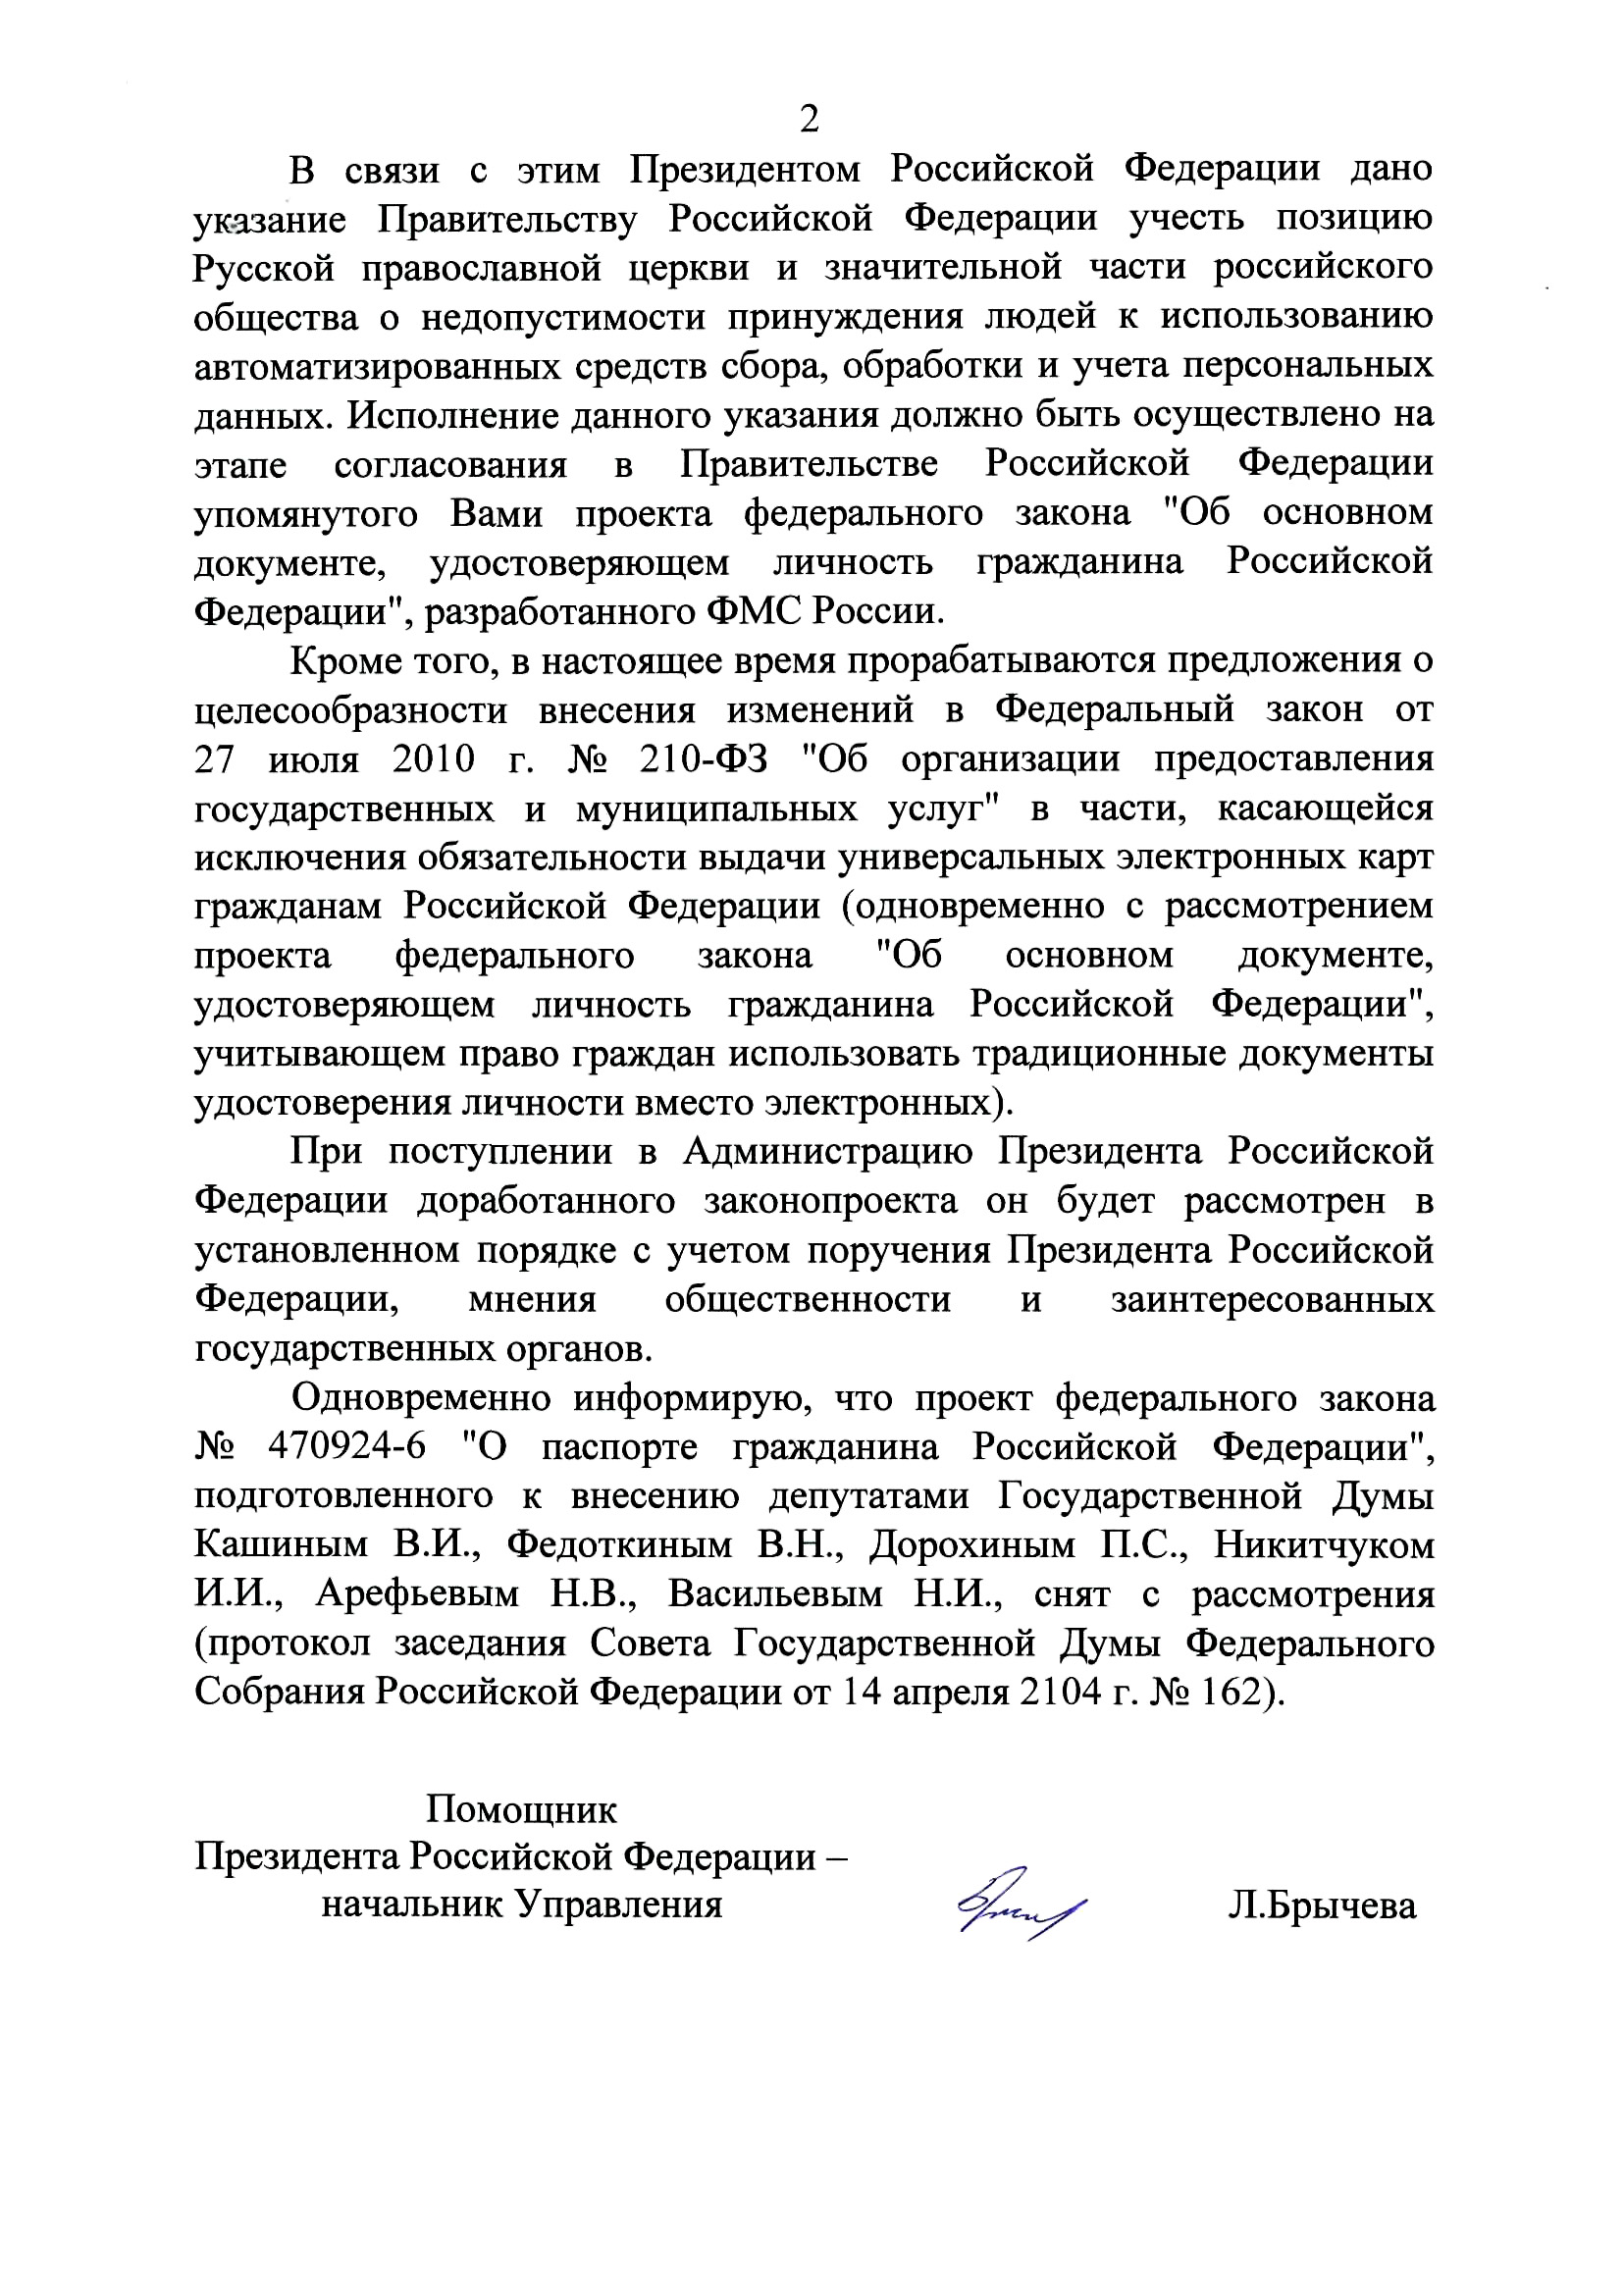 2
В связи с этим Президентом Российской Федерации дано
указание Правительству Российской Федерации учесть позицию
Русской православной церкви и значительной части российского
общества о недопустимости принуждения людей к использованию
автоматизированных средств сбора, обработки и учета персональных
данных. Исполнение данного указания должно быть осуществлено на
этапе согласования в Правительстве Российской Федерации
упомянутого Вами проекта федерального закона "Об основном
документе, удостоверяющем личность гражданина Российской
Федерации", разработанного ФМС России.
Кроме того, в настоящее время прорабатываются предложения о
целесообразности внесения изменений в Федеральный закон от
27 июля 2010 г. № 210-ФЗ "Об организации предоставления
государственных и муниципальных услуг" в части, касающейся
исключения обязательности выдачи универсальных электронных карт
гражданам Российской Федерации (одновременно с рассмотрением
проекта федерального закона "Об основном документе,
удостоверяющем личность гражданина Российской Федерации",
учитывающем право граждан использовать традиционные документы
удостоверения личности вместо электронных).
При поступлении в Администрацию Президента Российской
Федерации доработанного законопроекта он будет рассмотрен в
установленном порядке с учетом поручения Президента Российской
Федерации, мнения общественности и заинтересованных
государственных органов.
Одновременно информирую, что проект федерального закона
№ 470924-6 "О паспорте гражданина Российской Федерации",
подготовленного к внесению депутатами Государственной Думы
Кашиным В.И., Федоткиным В.Н., Дорохиным П.С., Никитчуком
И.И., Арефьевым Н.В., Васильевым Н.И., снят с рассмотрения
(протокол заседания Совета Государственной Думы Федерального
Собрания Российской Федерации от 14 апреля 2104 г. № 162).
Помощник
Президента Российской Федерации –
начальник Управления
Л.Брычева